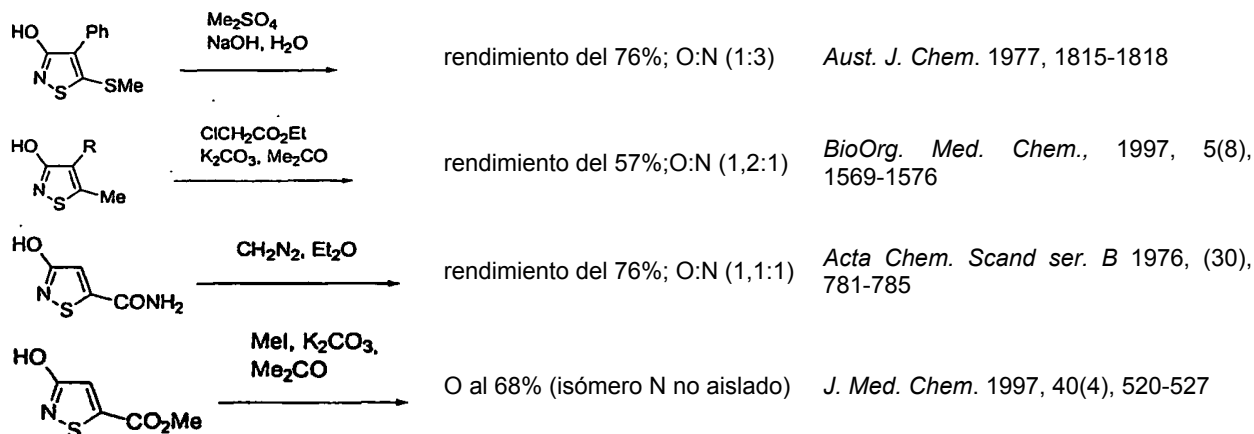 HO
Ph
N
S
SMe
Me₂SO₄
NaOH, H₂O
rendimiento del 76%; O:N (1:3)
Aust. J. Chem. 1977, 1815-1818
HO
R
N
S
Me
ClCH₂CO₂Et
K₂CO₃, Me₂CO
rendimiento del 57%;O:N (1,2:1)
BioOrg. Med. Chem., 1997, 5(8),
1569-1576
HO
N
S
CONH₂
CH₂N₂, Et₂O
rendimiento del 76%; O:N (1,1:1)
Acta Chem. Scand ser. B 1976, (30),
781-785
HO
N
S
CO₂Me
MeI, K₂CO₃,
Me₂CO
O al 68% (isómero N no aislado)
J. Med. Chem. 1997, 40(4), 520-527